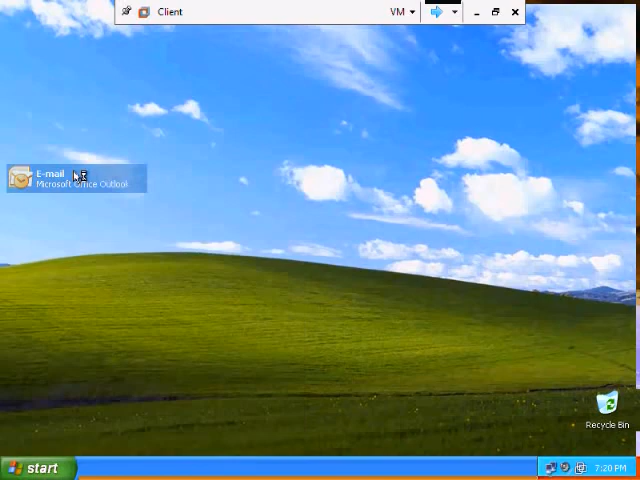 Client
VM
E-mail
Microsoft Office Outlook
Recycle Bin
start
7:20 PM